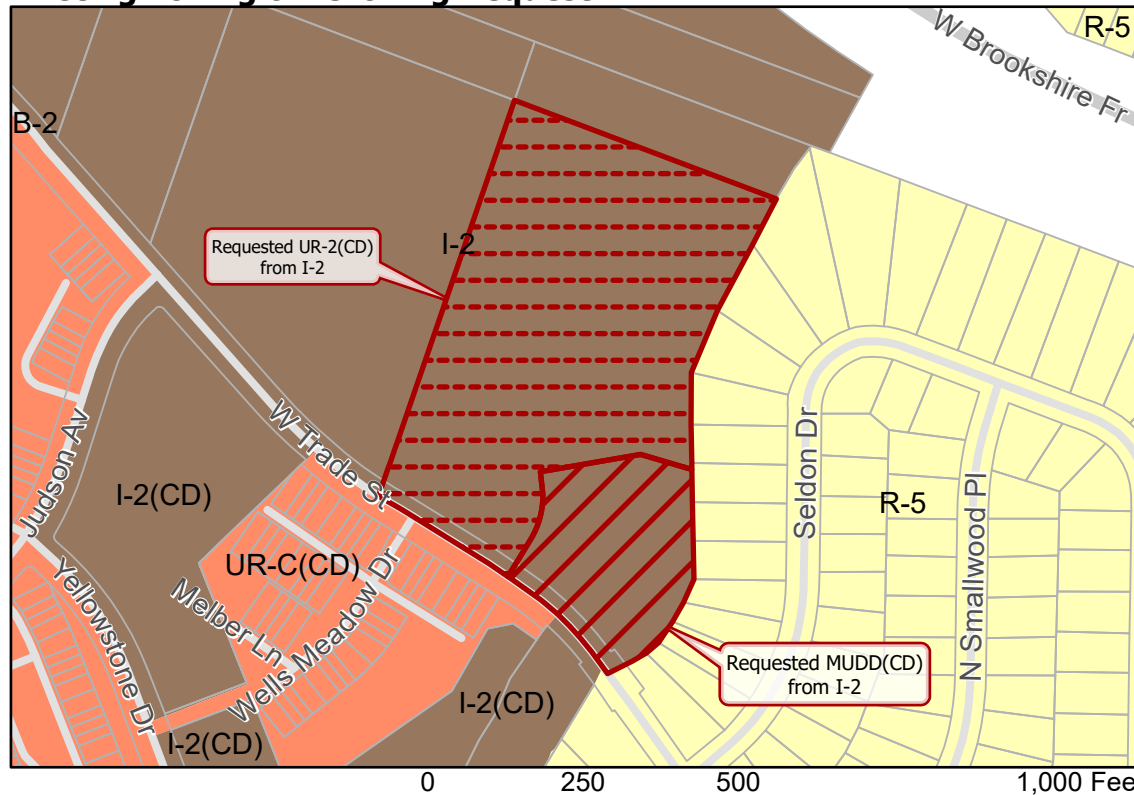 R-5
W Brookshire Fr
B-2
Requested UR-2(CD)
from I-2
I-2
Judson Av
W Trade St
I-2(CD)
UR-C(CD)
Seldon Dr
R-5
N Smallwood Pl
Yellowstone Dr
Melber Ln
Wells Meadow Dr
Requested MUDD(CD)
from I-2
I-2(CD)
I-2(CD)
0 250 500 1,000 Fee